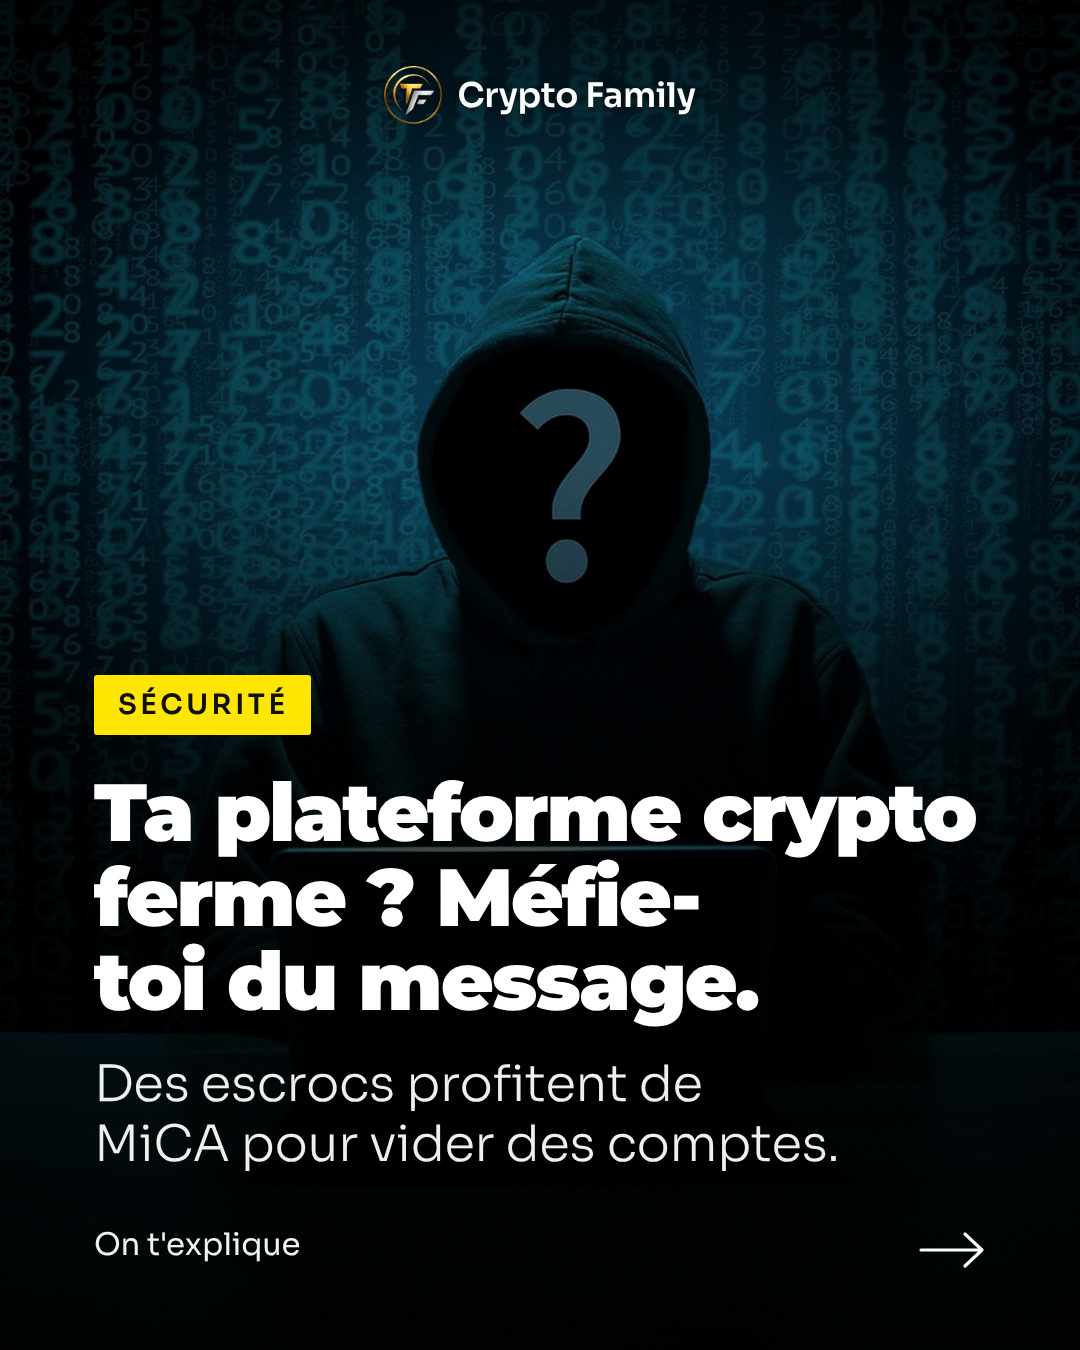 Crypto Family
SÉCURITÉ
Ta plateforme crypto
ferme ? Méfie-
toi du message.
Des escrocs profitent de
MiCA pour vider des comptes.
On t'explique